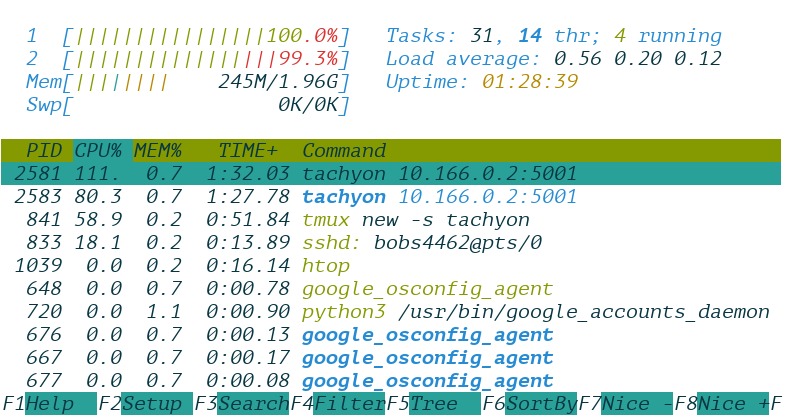 1 [||||||||||||||||100.0%] Tasks: 31, 14 thr; 4 running
2 [|||||||||||||||||99.3%] Load average: 0.56 0.20 0.12
Mem[|||||||| 245M/1.96G] Uptime: 01:28:39
Swp[ 0K/0K]
PID CPU% MEM% TIME+ Command
2581 111. 0.7 1:32.03 tachyon 10.166.0.2:5001
2583 80.3 0.7 1:27.78 tachyon 10.166.0.2:5001
841 58.9 0.2 0:51.84 tmux new -s tachyon
833 18.1 0.2 0:13.89 sshd: bobs4462@pts/0
1039 0.0 0.2 0:16.14 htop
648 0.0 0.7 0:00.78 google_osconfig_agent
720 0.0 1.1 0:00.90 python3 /usr/bin/google_accounts_daemon
676 0.0 0.7 0:00.13 google_osconfig_agent
667 0.0 0.7 0:00.17 google_osconfig_agent
677 0.0 0.7 0:00.08 google_osconfig_agent
F1Help F2Setup F3SearchF4FilterF5Tree F6SortByF7Nice -F8Nice +F